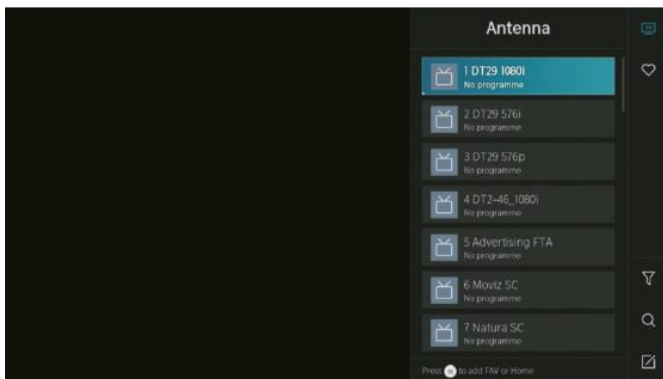 Antenna
1 DT29 1080i
No programme
2 DT29 576i
No programme
3 DT29 576p
No programme
4 DT2-46_1080i
No programme
5 Advertising FTA
No programme
6 Moviz SC
No programme
7 Natura SC
No programme
Press to add FAV or Home